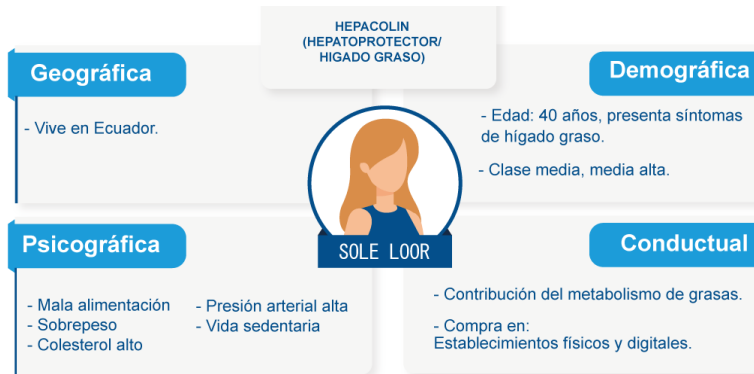 HEPACOLIN
(HEPATOPROTECTOR/
HIGADO GRASO)
Geográfica
- Vive en Ecuador.
Demográfica
- Edad: 40 años, presenta síntomas
de hígado graso.
- Clase media, media alta.
SOLE LOOR
Psicográfica
- Mala alimentación
- Sobrepeso
- Colesterol alto
- Presión arterial alta
- Vida sedentaria
Conductual
- Contribución del metabolismo de grasas.
- Compra en:
Establecimientos físicos y digitales.